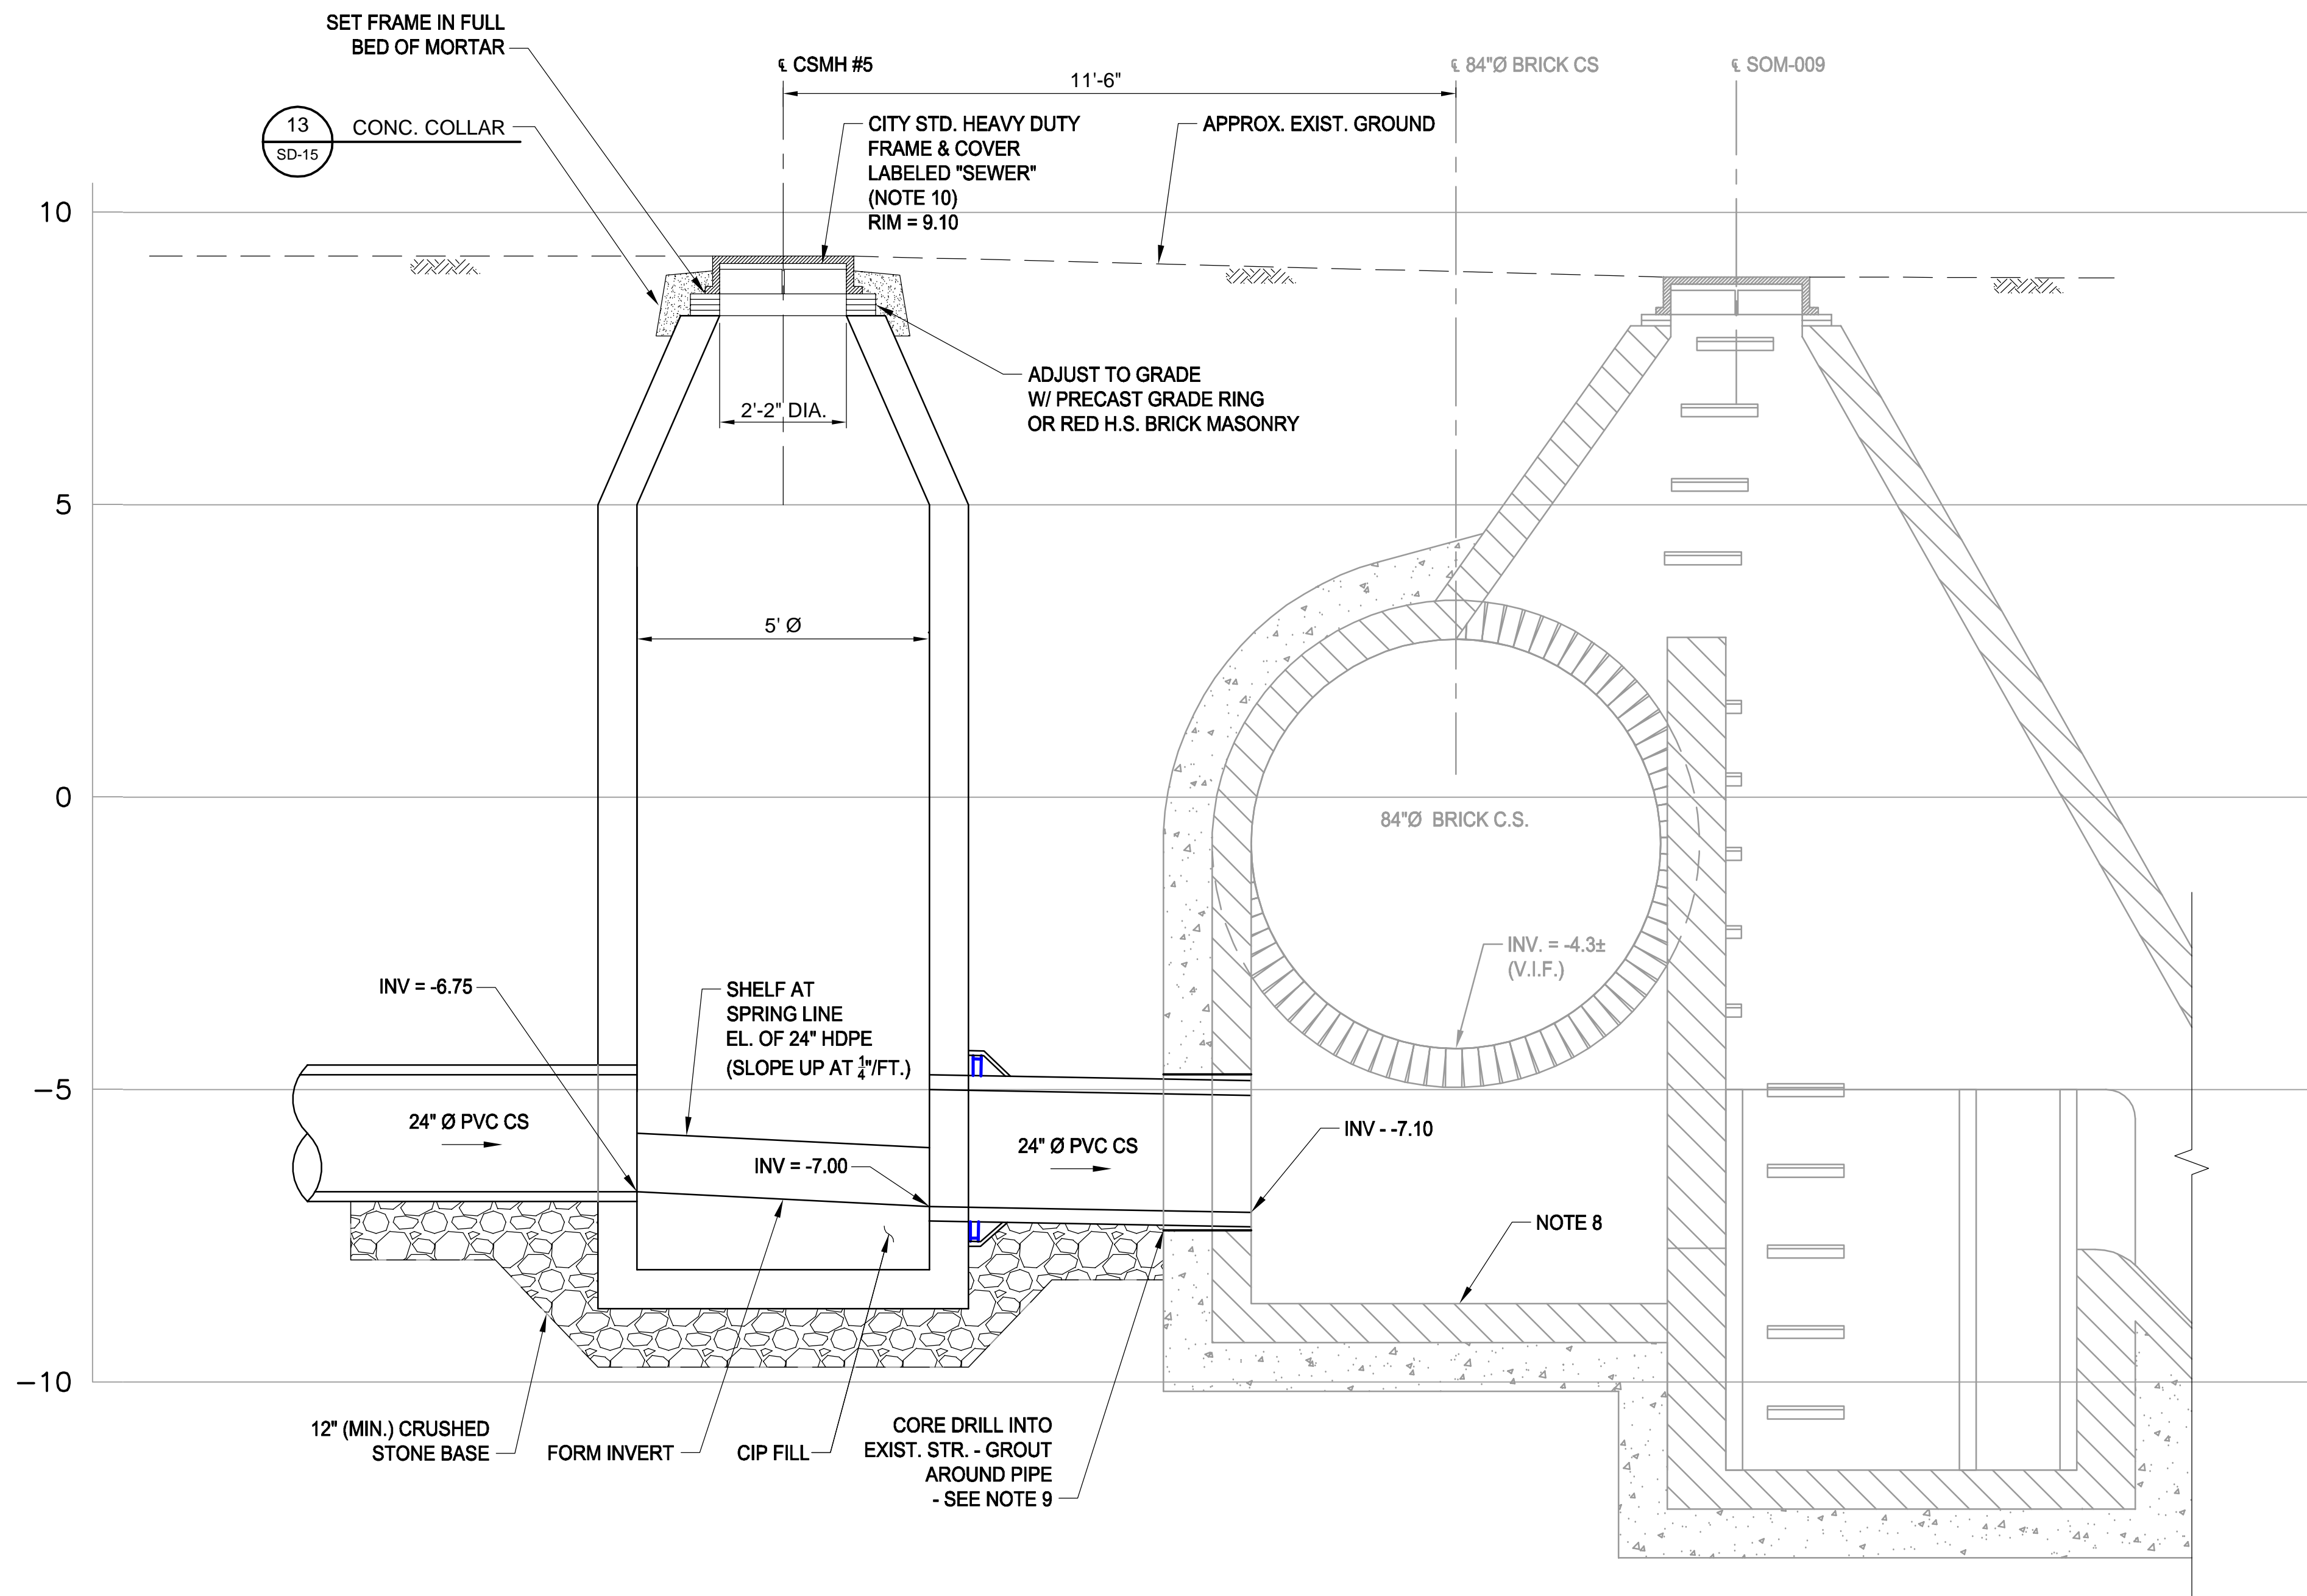 SET FRAME IN FULL
BED OF MORTAR
℄ CSMH #5
11'-6"
℄ 84"Ø BRICK CS
℄ SOM-009
13
SD-15
CONC. COLLAR
CITY STD. HEAVY DUTY
FRAME & COVER
LABELED "SEWER"
(NOTE 10)
RIM = 9.10
APPROX. EXIST. GROUND
10
ADJUST TO GRADE
W/ PRECAST GRADE RING
OR RED H.S. BRICK MASONRY
2'-2" DIA.
5
5' Ø
0
84"Ø BRICK C.S.
INV. = -4.3±
(V.I.F.)
INV = -6.75
SHELF AT
SPRING LINE
EL. OF 24" HDPE
(SLOPE UP AT 1/4"/FT.)
-5
24" Ø PVC CS
24" Ø PVC CS
INV - -7.10
INV = -7.00
NOTE 8
-10
12" (MIN.) CRUSHED
STONE BASE
FORM INVERT
CIP FILL
CORE DRILL INTO
EXIST. STR. - GROUT
AROUND PIPE
- SEE NOTE 9